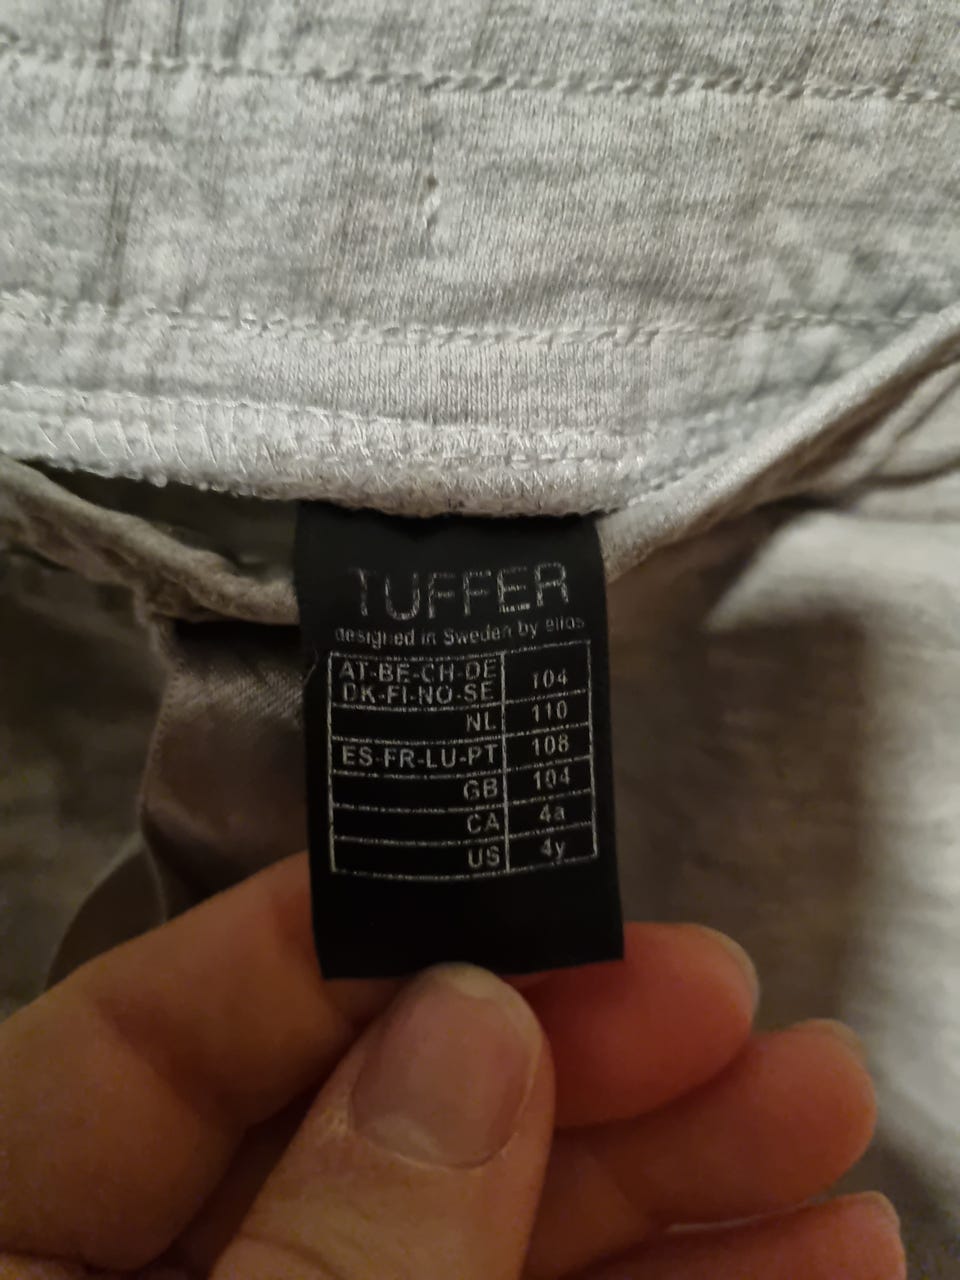 TUFFER
designed in Sweden by ellos
AT-BE-CH-DE
DK-FI-NO-SE 104
NL 110
ES-FR-LU-PT 108
GB 104
CA 4a
US 4y